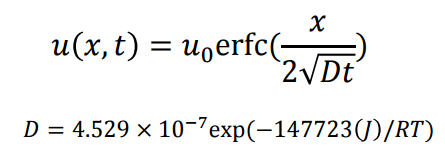 u(x, t) = u₀erfc(x / 2√Dt)
D = 4.529 × 10⁻⁷exp(−147723(J)/RT)